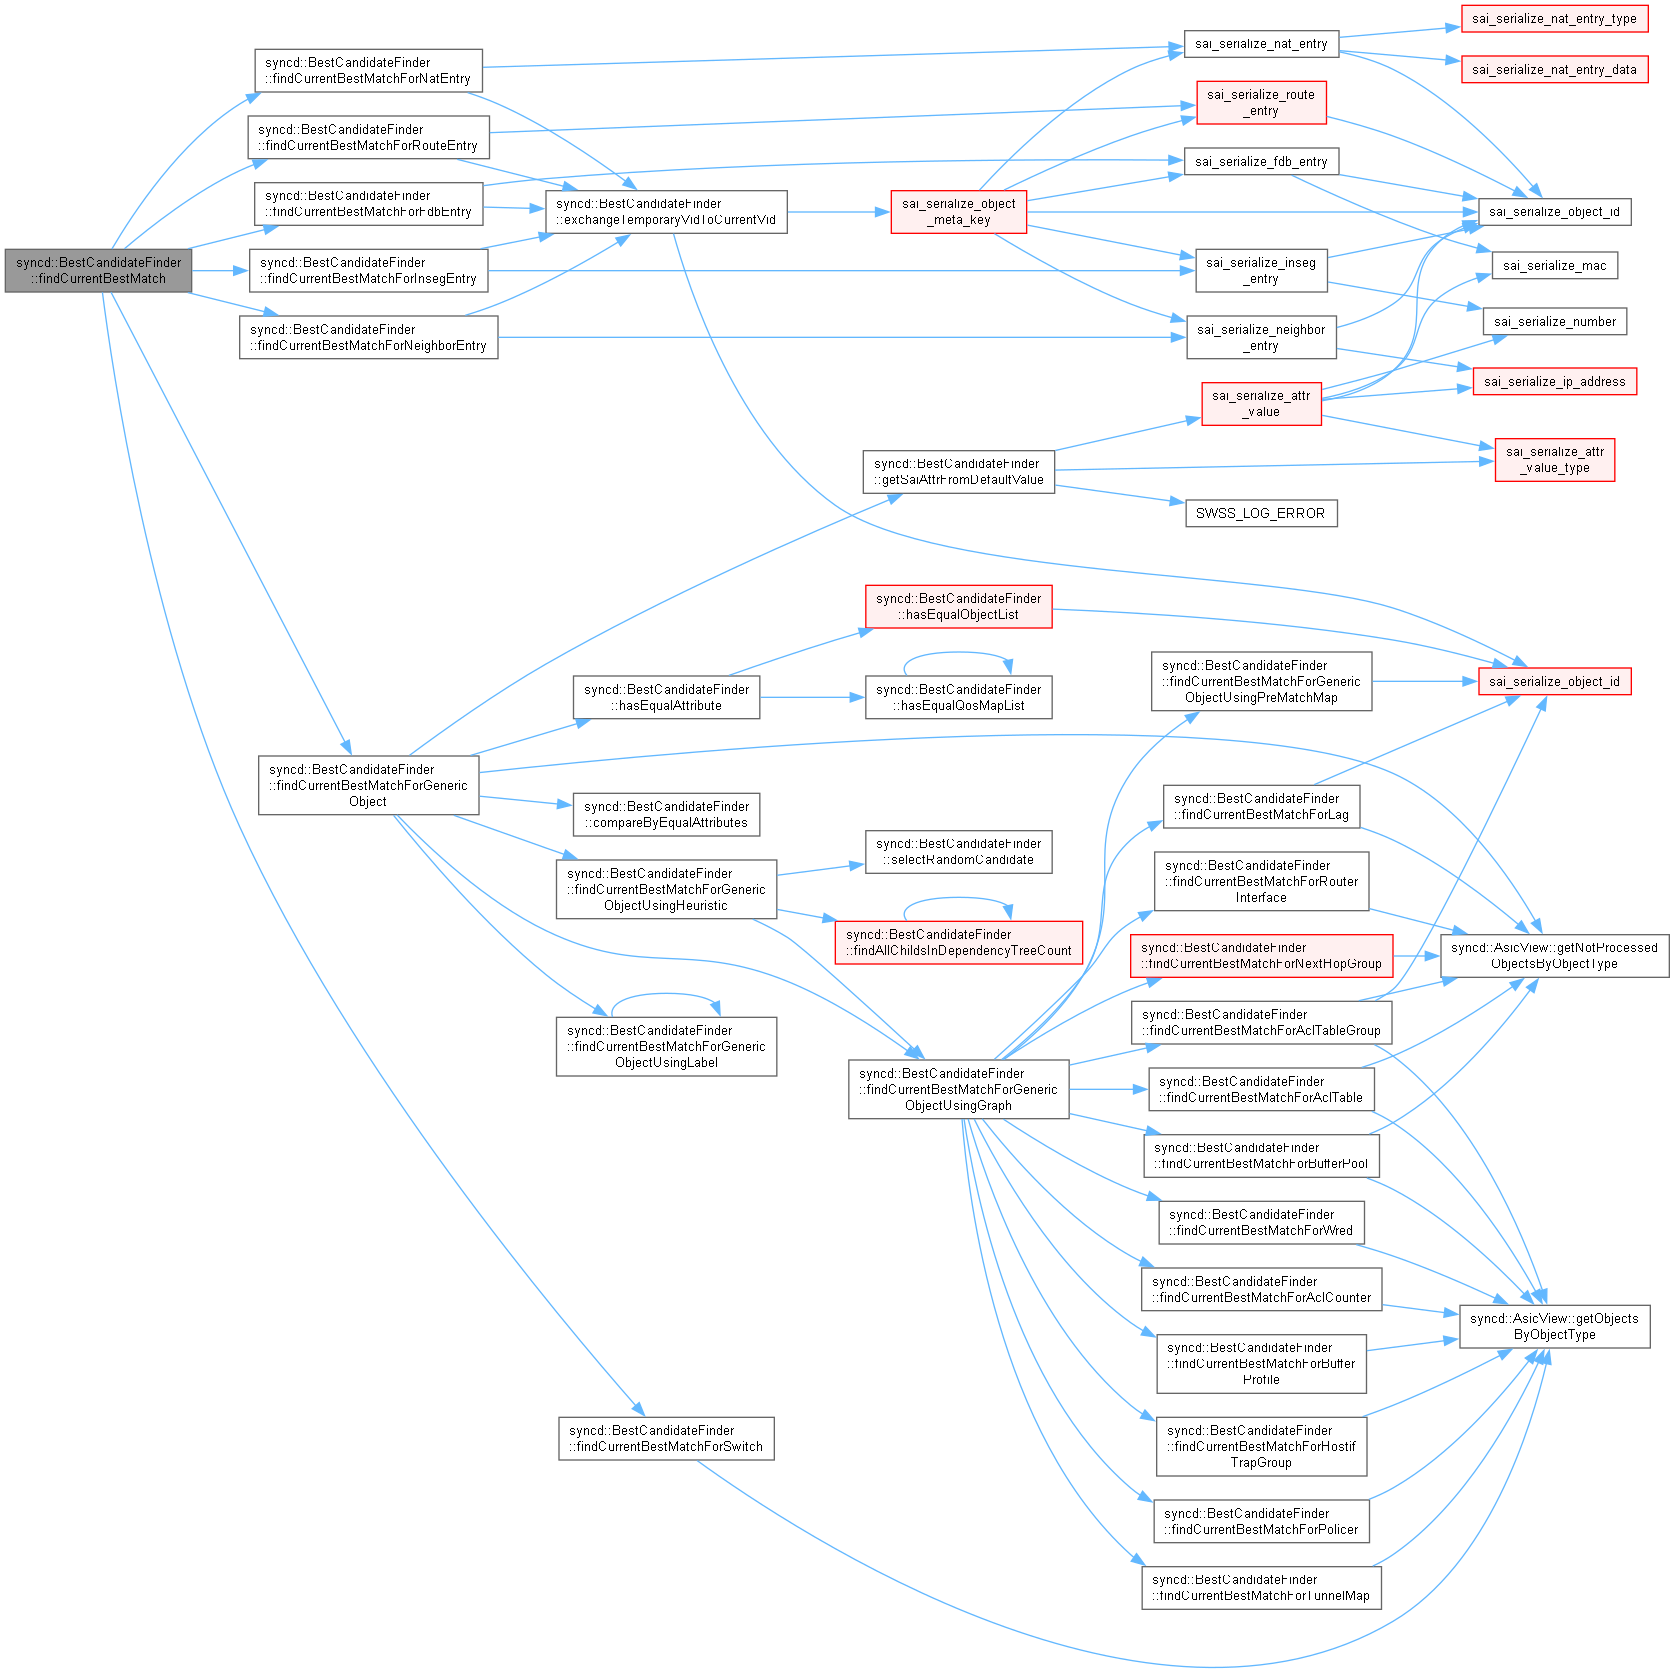 syncd::BestCandidateFinder
::findCurrentBestMatch
syncd::BestCandidateFinder
::findCurrentBestMatchForNatEntry
syncd::BestCandidateFinder
::findCurrentBestMatchForRouteEntry
syncd::BestCandidateFinder
::findCurrentBestMatchForFdbEntry
syncd::BestCandidateFinder
::findCurrentBestMatchForInsegEntry
syncd::BestCandidateFinder
::findCurrentBestMatchForNeighborEntry
syncd::BestCandidateFinder
::exchangeTemporaryVidToCurrentVid
sai_serialize_object
_meta_key
sai_serialize_nat_entry
sai_serialize_route
_entry
sai_serialize_fdb_entry
sai_serialize_inseg
_entry
sai_serialize_neighbor
_entry
sai_serialize_nat_entry_type
sai_serialize_nat_entry_data
sai_serialize_object_id
sai_serialize_mac
sai_serialize_number
sai_serialize_ip_address
sai_serialize_attr
_value
sai_serialize_attr
_value_type
syncd::BestCandidateFinder
::getSaiAttrFromDefaultValue
SWSS_LOG_ERROR
syncd::BestCandidateFinder
::hasEqualObjectList
syncd::BestCandidateFinder
::hasEqualAttribute
syncd::BestCandidateFinder
::hasEqualQosMapList
syncd::BestCandidateFinder
::findCurrentBestMatchForGeneric
ObjectUsingPreMatchMap
sai_serialize_object_id
syncd::BestCandidateFinder
::findCurrentBestMatchForGeneric
Object
syncd::BestCandidateFinder
::compareByEqualAttributes
syncd::BestCandidateFinder
::findCurrentBestMatchForGeneric
ObjectUsingHeuristic
syncd::BestCandidateFinder
::selectRandomCandidate
syncd::BestCandidateFinder
::findAllChildsInDependencyTreeCount
syncd::BestCandidateFinder
::findCurrentBestMatchForGeneric
ObjectUsingLabel
syncd::BestCandidateFinder
::findCurrentBestMatchForGeneric
ObjectUsingGraph
syncd::BestCandidateFinder
::findCurrentBestMatchForLag
syncd::BestCandidateFinder
::findCurrentBestMatchForRouter
Interface
syncd::BestCandidateFinder
::findCurrentBestMatchForNextHopGroup
syncd::BestCandidateFinder
::findCurrentBestMatchForAclTableGroup
syncd::BestCandidateFinder
::findCurrentBestMatchForAclTable
syncd::BestCandidateFinder
::findCurrentBestMatchForBufferPool
syncd::BestCandidateFinder
::findCurrentBestMatchForWred
syncd::BestCandidateFinder
::findCurrentBestMatchForAclCounter
syncd::BestCandidateFinder
::findCurrentBestMatchForBuffer
Profile
syncd::BestCandidateFinder
::findCurrentBestMatchForHostif
TrapGroup
syncd::BestCandidateFinder
::findCurrentBestMatchForPolicer
syncd::BestCandidateFinder
::findCurrentBestMatchForTunnelMap
syncd::AsicView::getNotProcessed
ObjectsByObjectType
syncd::AsicView::getObjects
ByObjectType
syncd::BestCandidateFinder
::findCurrentBestMatchForSwitch